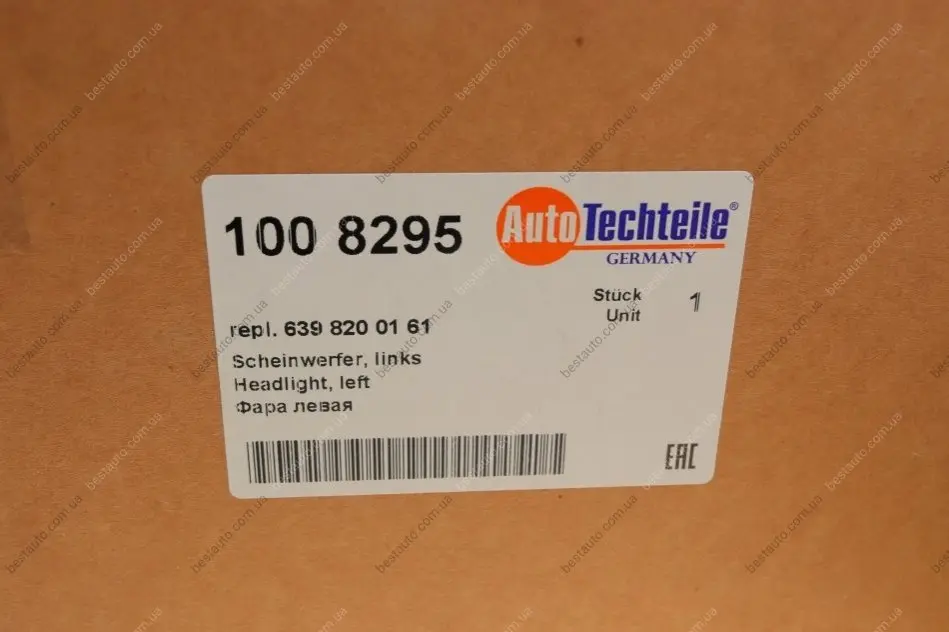 100 8295
AutoTechteile®
GERMANY
Stück 1
Unit
repl. 639 820 01 61
Scheinwerfer, links
Headlight, left
Фара левая
EAC
bestauto.com.ua